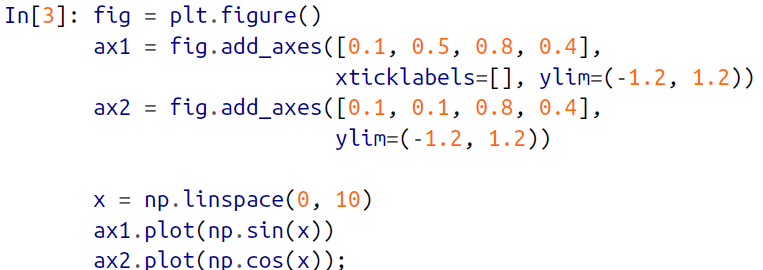 In[3]: fig = plt.figure()
ax1 = fig.add_axes([0.1, 0.5, 0.8, 0.4],
xticklabels=[], ylim=(-1.2, 1.2))
ax2 = fig.add_axes([0.1, 0.1, 0.8, 0.4],
ylim=(-1.2, 1.2))
x = np.linspace(0, 10)
ax1.plot(np.sin(x))
ax2.plot(np.cos(x));